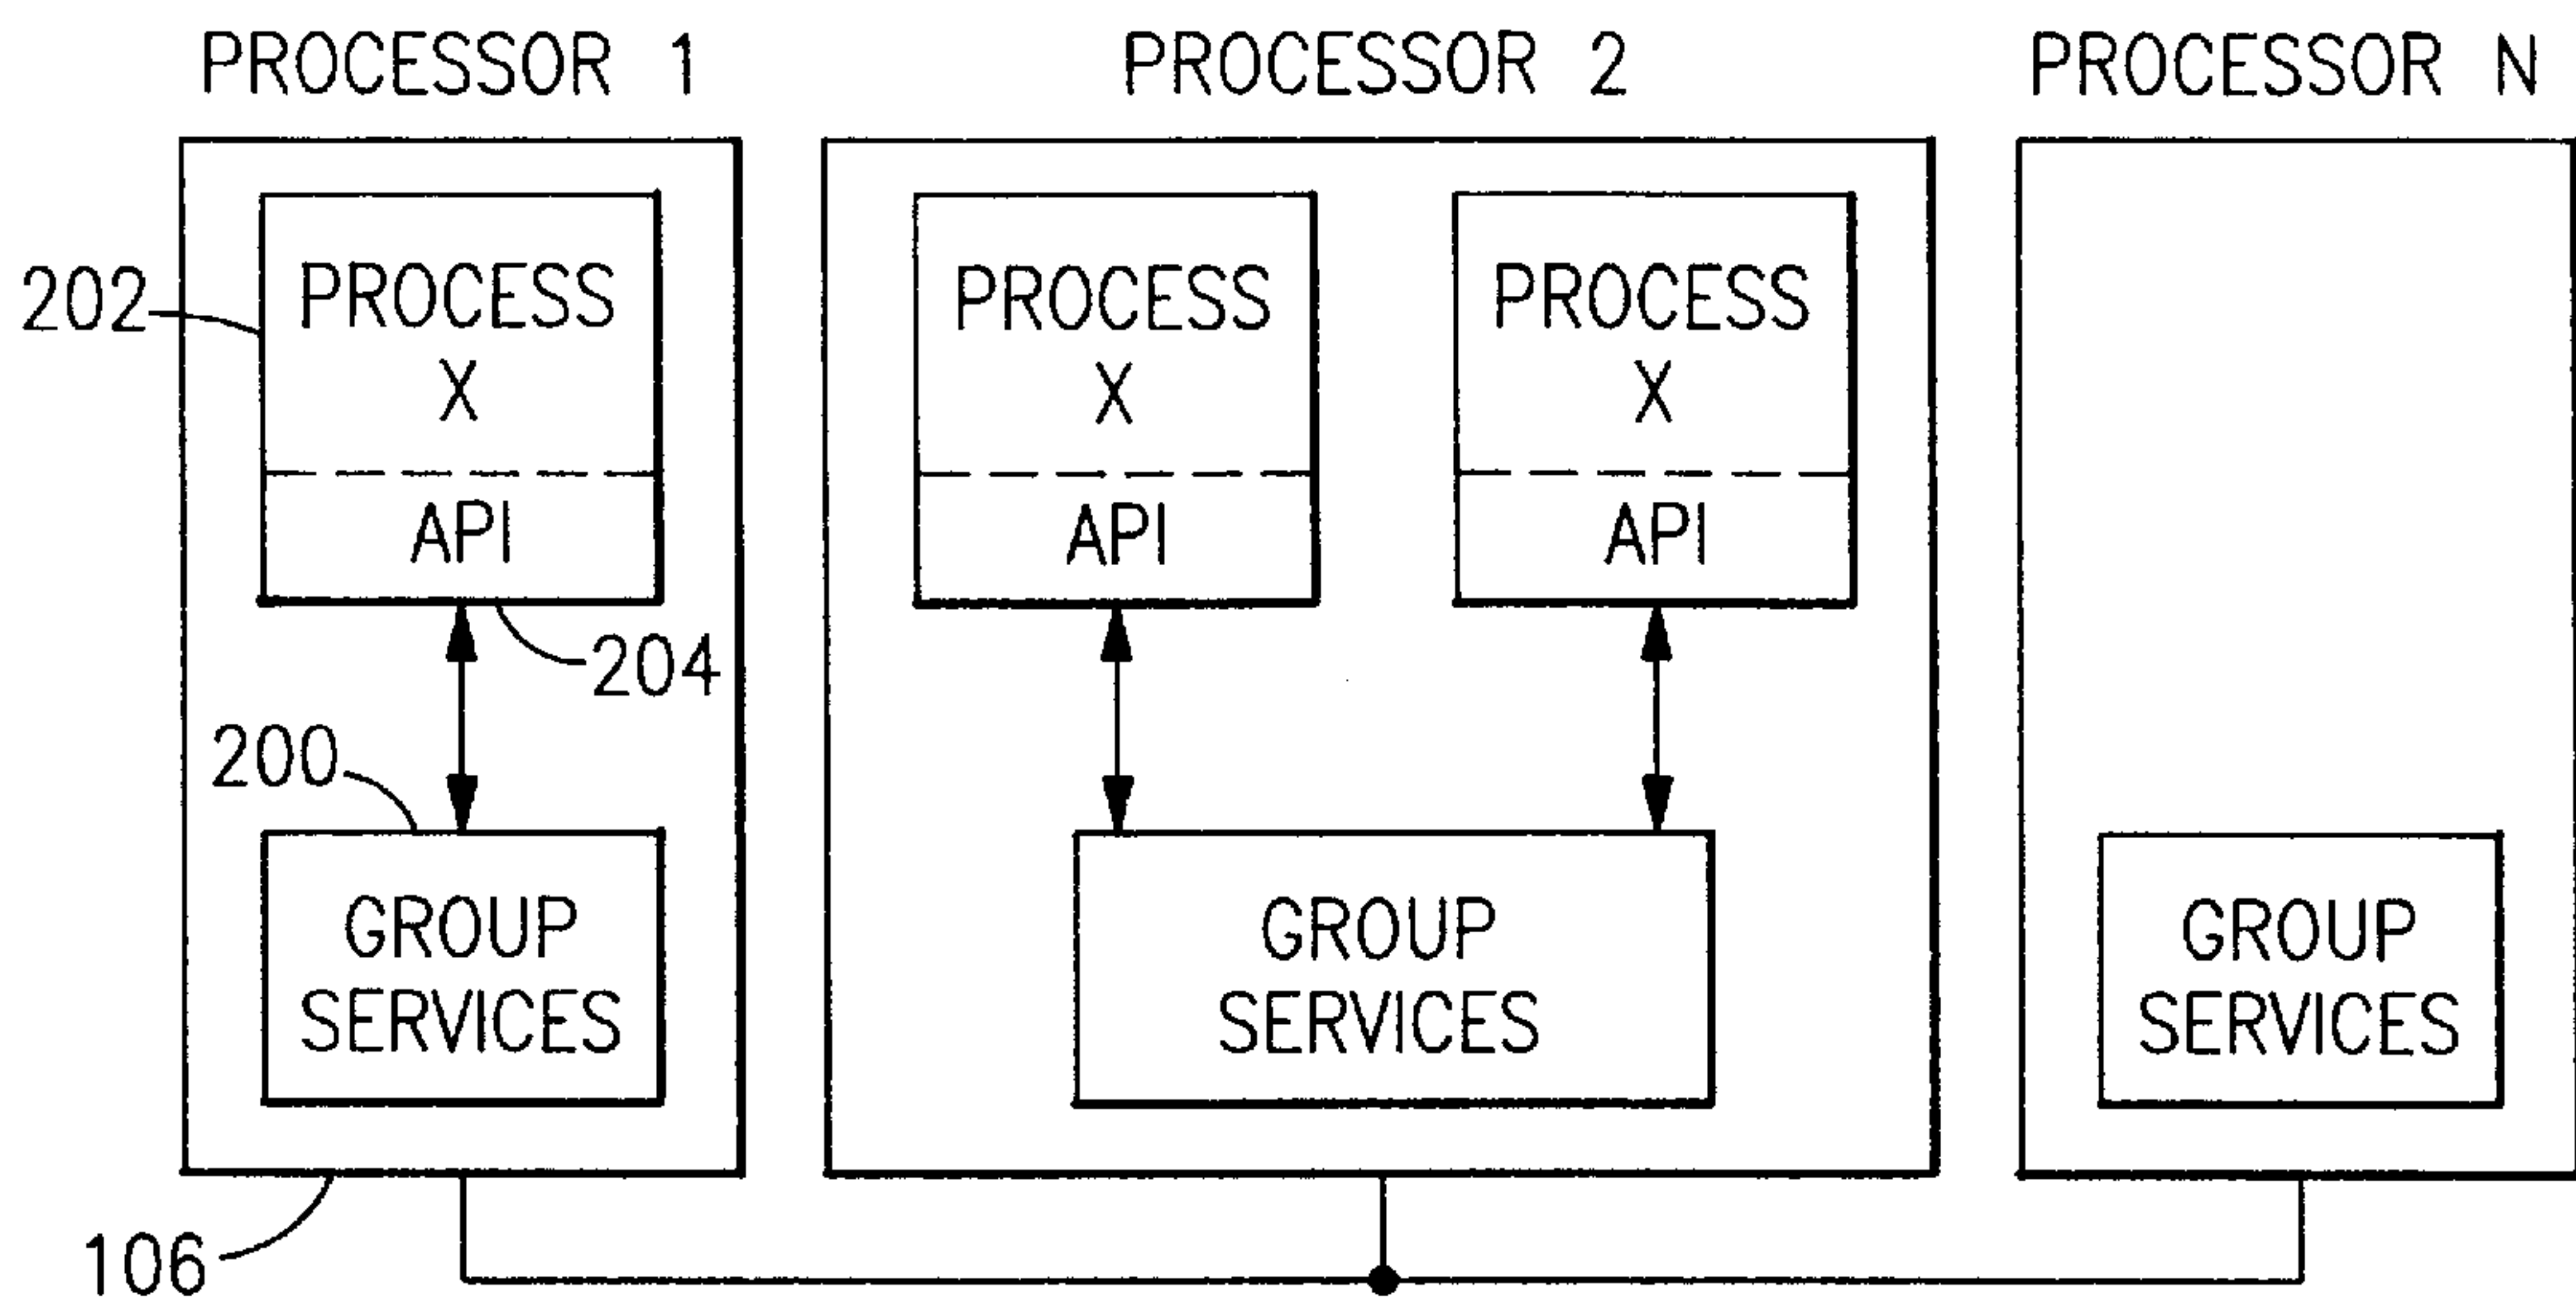 PROCESSOR 1
PROCESSOR 2
PROCESSOR N
202
PROCESS
X
API
204
200
GROUP
SERVICES
106
PROCESS
X
API
PROCESS
X
API
GROUP
SERVICES
GROUP
SERVICES